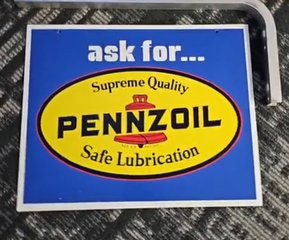 ask for...
Supreme Quality
PENNZOIL
Safe Lubrication